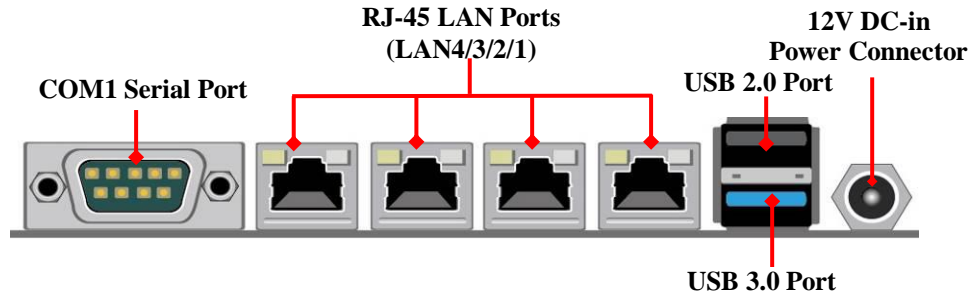 RJ-45 LAN Ports
(LAN4/3/2/1)
12V DC-in
Power Connector
COM1 Serial Port
USB 2.0 Port
USB 3.0 Port